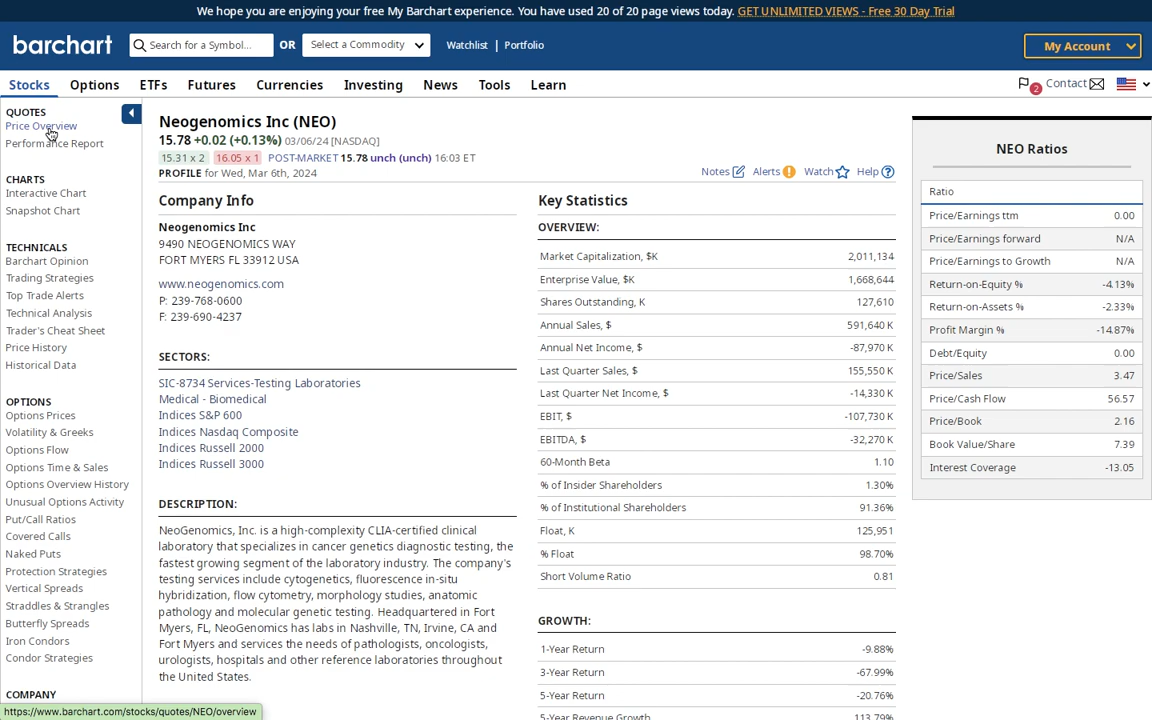 We hope you are enjoying your free My Barchart experience. You have used 20 of 20 page views today. GET UNLIMITED VIEWS - Free 30 Day Trial
barchart
Search for a Symbol...
OR
Select a Commodity
Watchlist | Portfolio
My Account
Stocks
Options
ETFs
Futures
Currencies
Investing
News
Tools
Learn
2
Contact
QUOTES
Price Overview
Performance Report
CHARTS
Interactive Chart
Snapshot Chart
TECHNICALS
Barchart Opinion
Trading Strategies
Top Trade Alerts
Technical Analysis
Trader's Cheat Sheet
Price History
Historical Data
OPTIONS
Options Prices
Volatility & Greeks
Options Flow
Options Time & Sales
Options Overview History
Unusual Options Activity
Put/Call Ratios
Covered Calls
Naked Puts
Protection Strategies
Vertical Spreads
Straddles & Strangles
Butterfly Spreads
Iron Condors
Condor Strategies
COMPANY
https://www.barchart.com/stocks/quotes/NEO/overview
Neogenomics Inc (NEO)
15.78 +0.02 (+0.13%) 03/06/24 [NASDAQ]
15.31 x 2 16.05 x 1 POST-MARKET 15.78 unch (unch) 16:03 ET
PROFILE for Wed, Mar 6th, 2024
Notes
Alerts
Watch
Help
Company Info
Neogenomics Inc
9490 NEOGENOMICS WAY
FORT MYERS FL 33912 USA
www.neogenomics.com
P: 239-768-0600
F: 239-690-4237
SECTORS:
SIC-8734 Services-Testing Laboratories
Medical - Biomedical
Indices S&P 600
Indices Nasdaq Composite
Indices Russell 2000
Indices Russell 3000
DESCRIPTION:
NeoGenomics, Inc. is a high-complexity CLIA-certified clinical
laboratory that specializes in cancer genetics diagnostic testing, the
fastest growing segment of the laboratory industry. The company's
testing services include cytogenetics, fluorescence in-situ
hybridization, flow cytometry, morphology studies, anatomic
pathology and molecular genetic testing. Headquartered in Fort
Myers, FL, NeoGenomics has labs in Nashville, TN, Irvine, CA and
Fort Myers and services the needs of pathologists, oncologists,
urologists, hospitals and other reference laboratories throughout
the United States.
Key Statistics
OVERVIEW:
Market Capitalization, $K 2,011,134
Enterprise Value, $K 1,668,644
Shares Outstanding, K 127,610
Annual Sales, $ 591,640 K
Annual Net Income, $ -87,970 K
Last Quarter Sales, $ 155,550 K
Last Quarter Net Income, $ -14,330 K
EBIT, $ -107,730 K
EBITDA, $ -32,270 K
60-Month Beta 1.10
% of Insider Shareholders 1.30%
% of Institutional Shareholders 91.36%
Float, K 125,951
% Float 98.70%
Short Volume Ratio 0.81
GROWTH:
1-Year Return -9.88%
3-Year Return -67.99%
5-Year Return -20.76%
5-Year Revenue Growth 113.79%
NEO Ratios
Ratio
Price/Earnings ttm 0.00
Price/Earnings forward N/A
Price/Earnings to Growth N/A
Return-on-Equity % -4.13%
Return-on-Assets % -2.33%
Profit Margin % -14.87%
Debt/Equity 0.00
Price/Sales 3.47
Price/Cash Flow 56.57
Price/Book 2.16
Book Value/Share 7.39
Interest Coverage -13.05